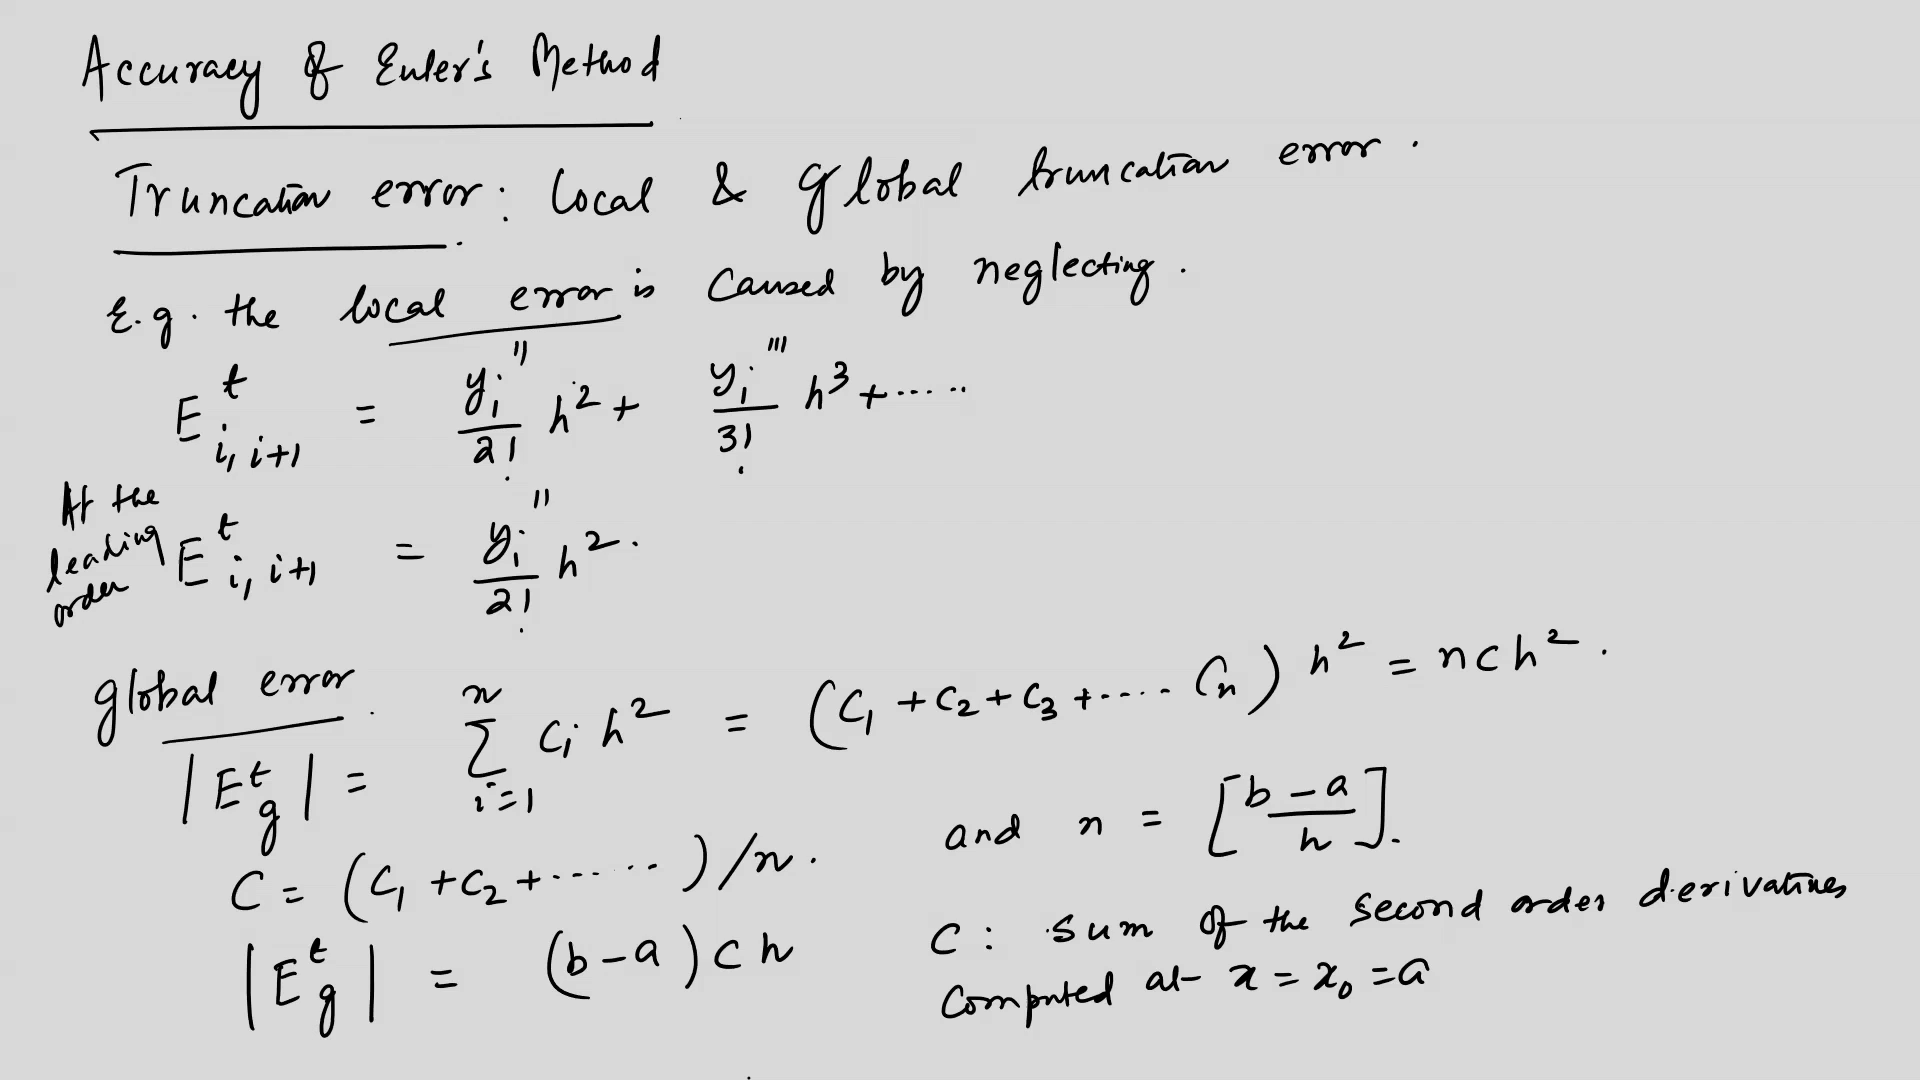 Accuracy of Euler's Method
Truncation error: local & global truncation error.
E.g. the local error is caused by neglecting.
E^t_{i, i+1} = y_i''/2! h^2 + y_i'''/3! h^3 + ......
At the leading order E^t_{i, i+1} = y_i''/2! h^2.
global error
|E^t_g| = Σ_{i=1}^{n} c_i h^2 = (C_1 + C_2 + C_3 + ..... C_n) h^2 = n c h^2.
C = (C_1 + C_2 + ......)/n. and n = [b - a / h].
|E^t_g| = (b - a) c h
C : sum of the second order derivatives
Computed at x = x_0 = a